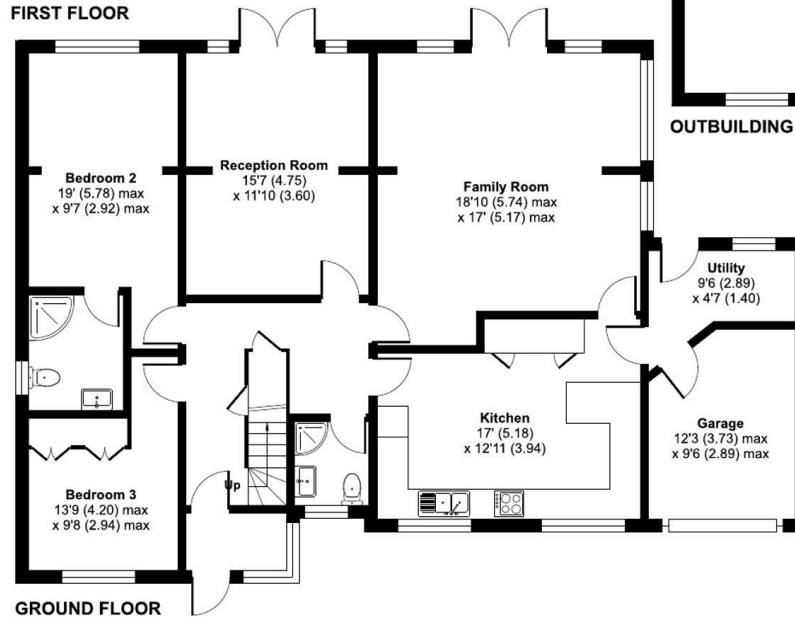 FIRST FLOOR
OUTBUILDING
Bedroom 2
19' (5.78) max
x 9'7 (2.92) max
Reception Room
15'7 (4.75)
x 11'10 (3.60)
Family Room
18'10 (5.74) max
x 17' (5.17) max
Utility
9'6 (2.89)
x 4'7 (1.40)
Kitchen
17' (5.18)
x 12'11 (3.94)
Garage
12'3 (3.73) max
x 9'6 (2.89) max
Up
Bedroom 3
13'9 (4.20) max
x 9'8 (2.94) max
GROUND FLOOR